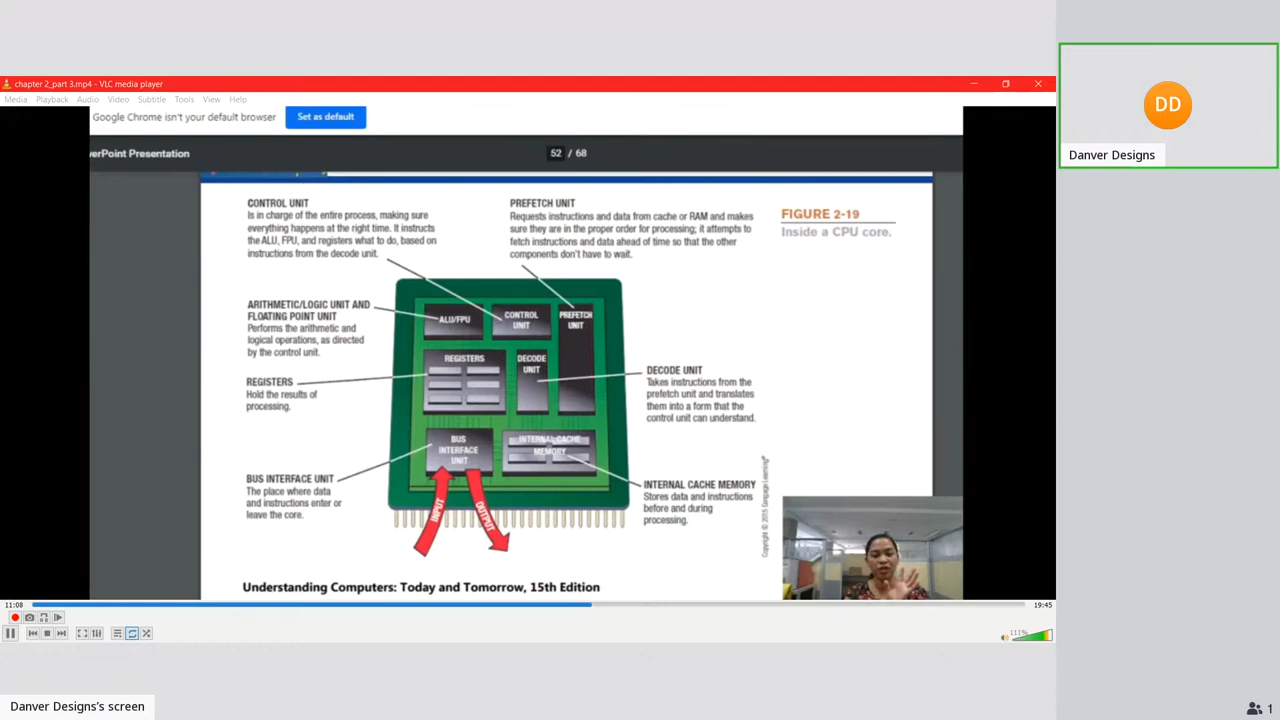 chapter 2_part 3.mp4 - VLC media player
Media Playback Audio Video Subtitle Tools View Help
Google Chrome isn't your default browser
Set as default
verPoint Presentation
52 / 68
CONTROL UNIT
Is in charge of the entire process, making sure
everything happens at the right time. It instructs
the ALU, FPU, and registers what to do, based on
instructions from the decode unit.
PREFETCH UNIT
Requests instructions and data from cache or RAM and makes
sure they are in the proper order for processing; it attempts to
fetch instructions and data ahead of time so that the other
components don't have to wait.
FIGURE 2-19
Inside a CPU core.
ARITHMETIC/LOGIC UNIT AND
FLOATING POINT UNIT
Performs the arithmetic and
logical operations, as directed
by the control unit.
ALU/FPU
CONTROL
UNIT
PREFETCH
UNIT
REGISTERS
DECODE
UNIT
REGISTERS
Hold the results of
processing.
DECODE UNIT
Takes instructions from the
prefetch unit and translates
them into a form that the
control unit can understand.
BUS
INTERFACE
UNIT
INTERNAL CACHE
MEMORY
BUS INTERFACE UNIT
The place where data
and instructions enter or
leave the core.
INPUT
OUTPUT
INTERNAL CACHE MEMORY
Stores data and instructions
before and during
processing.
Copyright © 2015 Cengage Learning®
Understanding Computers: Today and Tomorrow, 15th Edition
11:08
19:45
111%
DD
Danver Designs
Danver Designs's screen
1